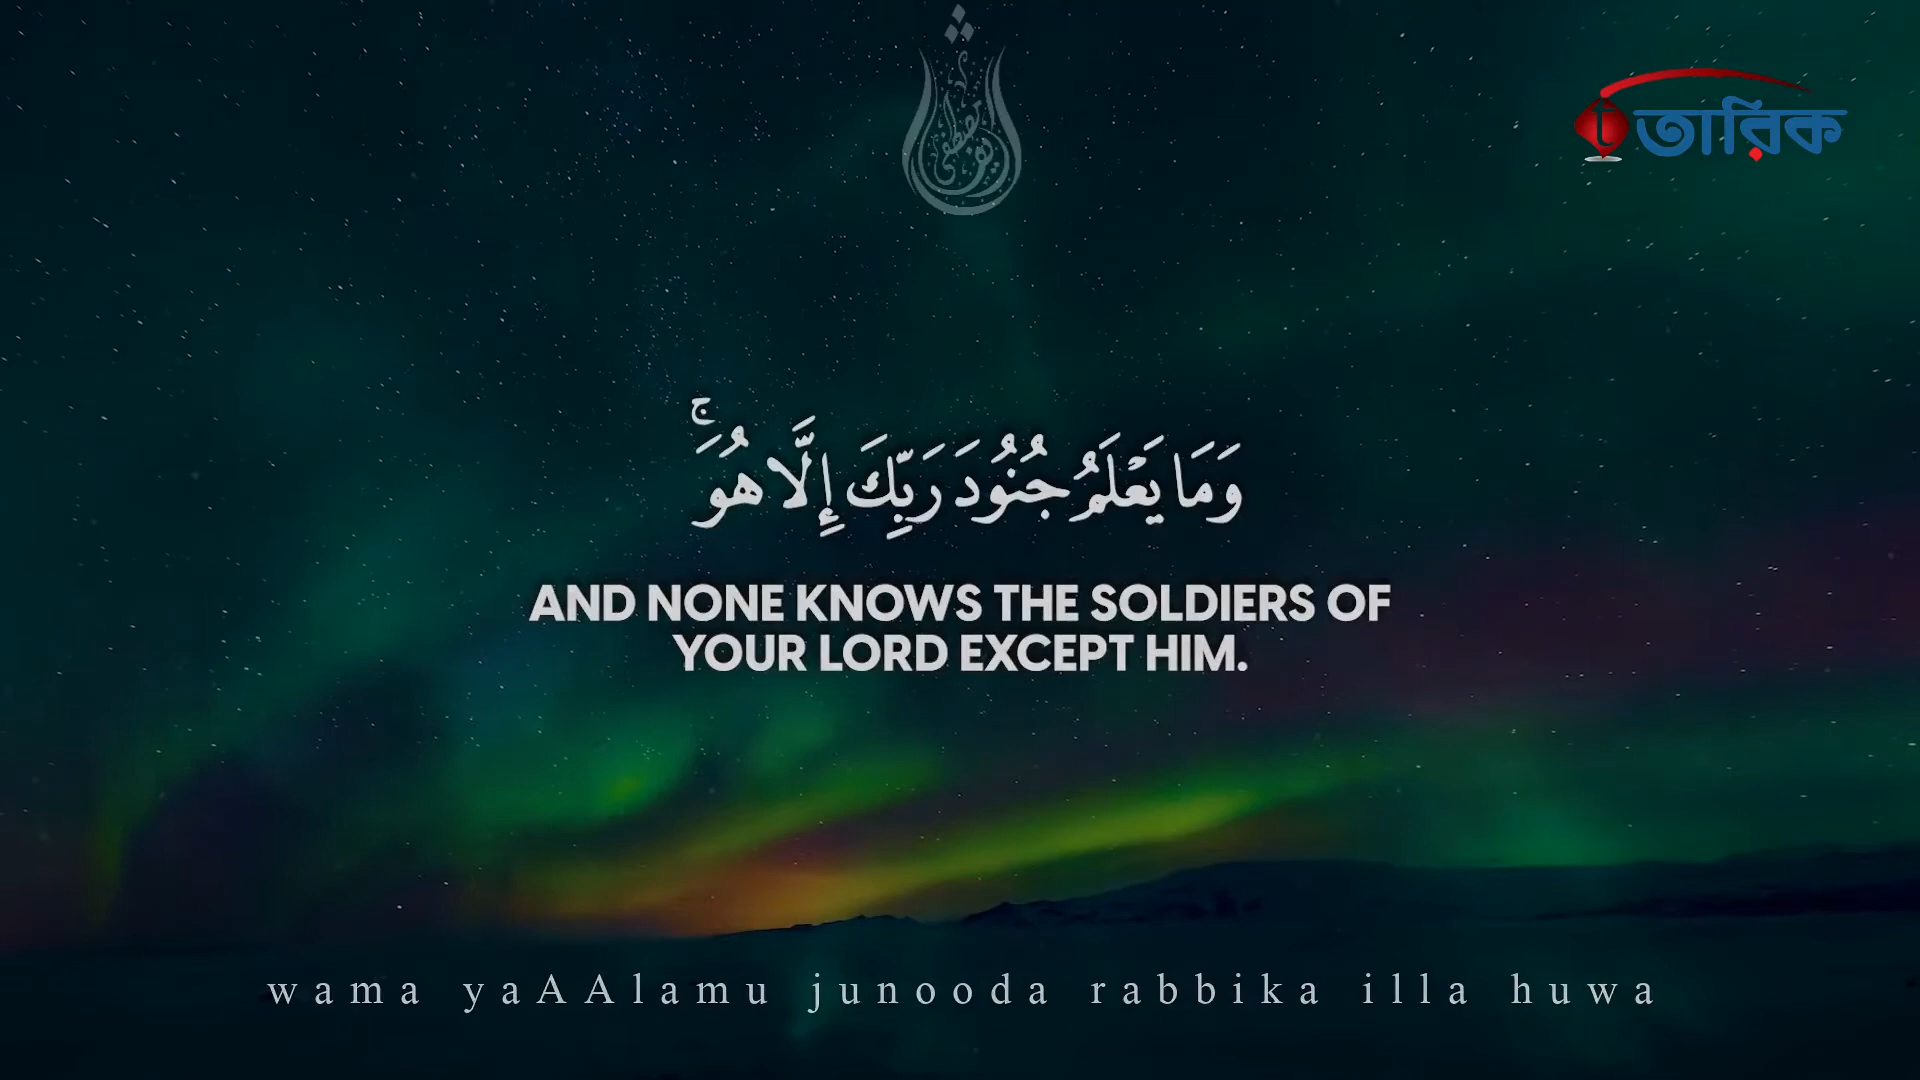 তারিক
وَمَا يَعْلَمُ جُنُودَ رَبِّكَ إِلَّا هُوَ ۚ
AND NONE KNOWS THE SOLDIERS OF
YOUR LORD EXCEPT HIM.
wama yaAAlamu junooda rabbika illa huwa